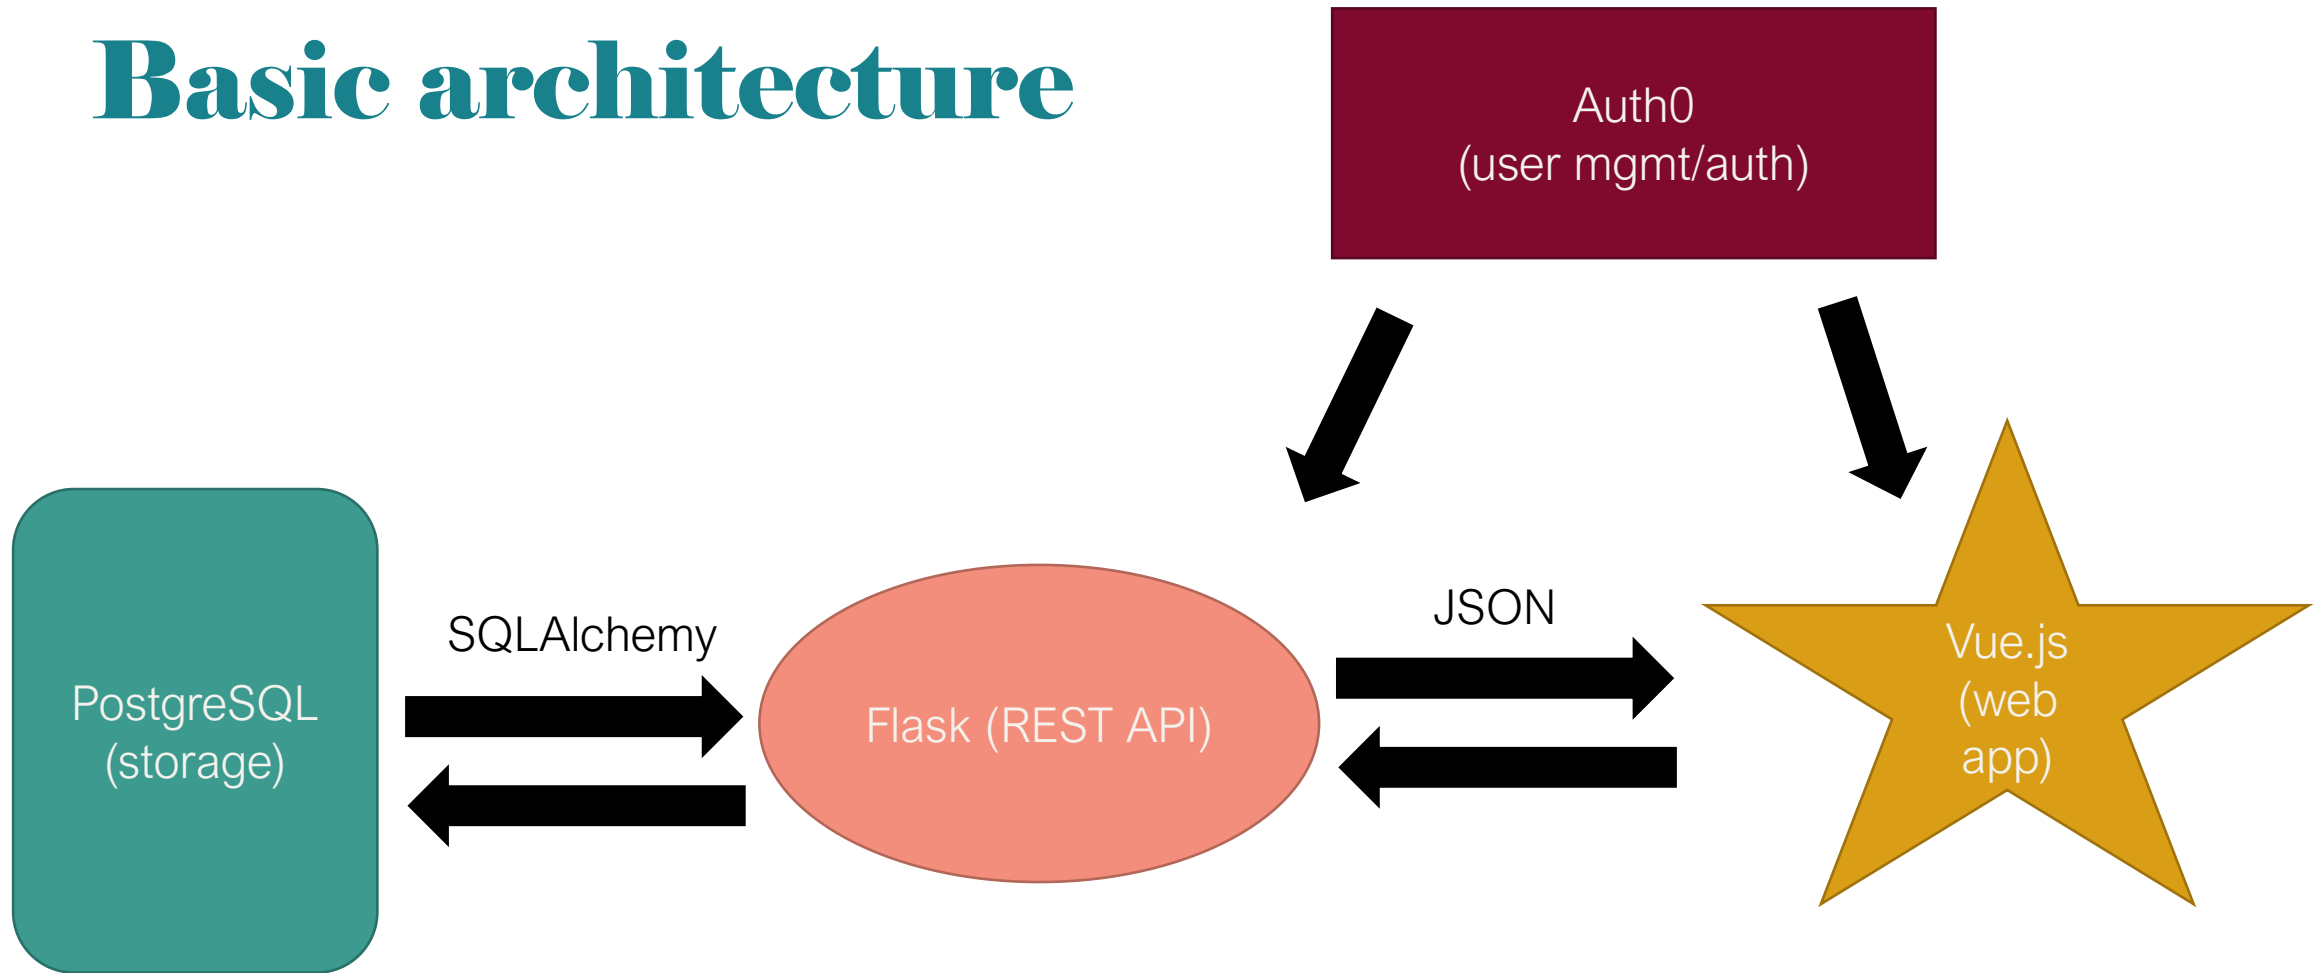 Basic architecture
Auth0
(user mgmt/auth)
SQLAlchemy
JSON
PostgreSQL
(storage)
Flask (REST API)
Vue.js
(web
app)